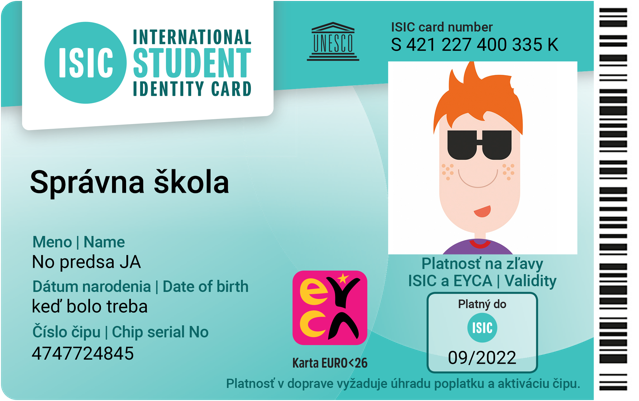 ISIC
INTERNATIONAL
STUDENT
IDENTITY CARD
UNESCO
ISIC card number
S 421 227 400 335 K
Správna škola
Meno | Name
No predsa JA
Dátum narodenia | Date of birth
keď bolo treba
Číslo čipu | Chip serial No
4747724845
eyca
Karta EURO<26
Platnosť na zľavy
ISIC a EYCA | Validity
Platný do
ISIC
09/2022
Platnosť v doprave vyžaduje úhradu poplatku a aktiváciu čipu.